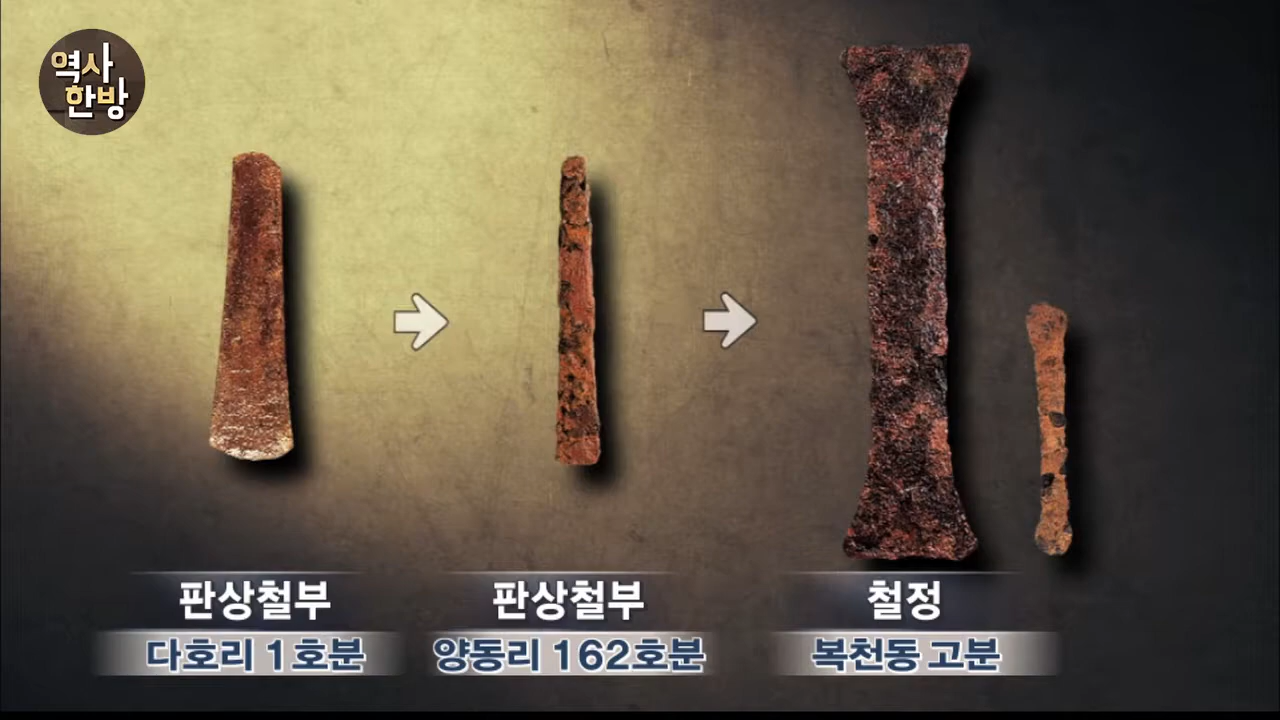 역사
한방
판상철부
다호리 1호분
판상철부
양동리 162호분
철정
복천동 고분